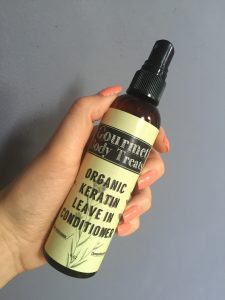 Gourmet
Body Treats
ORGANIC
KERATIN
LEAVE IN
CONDITIONER